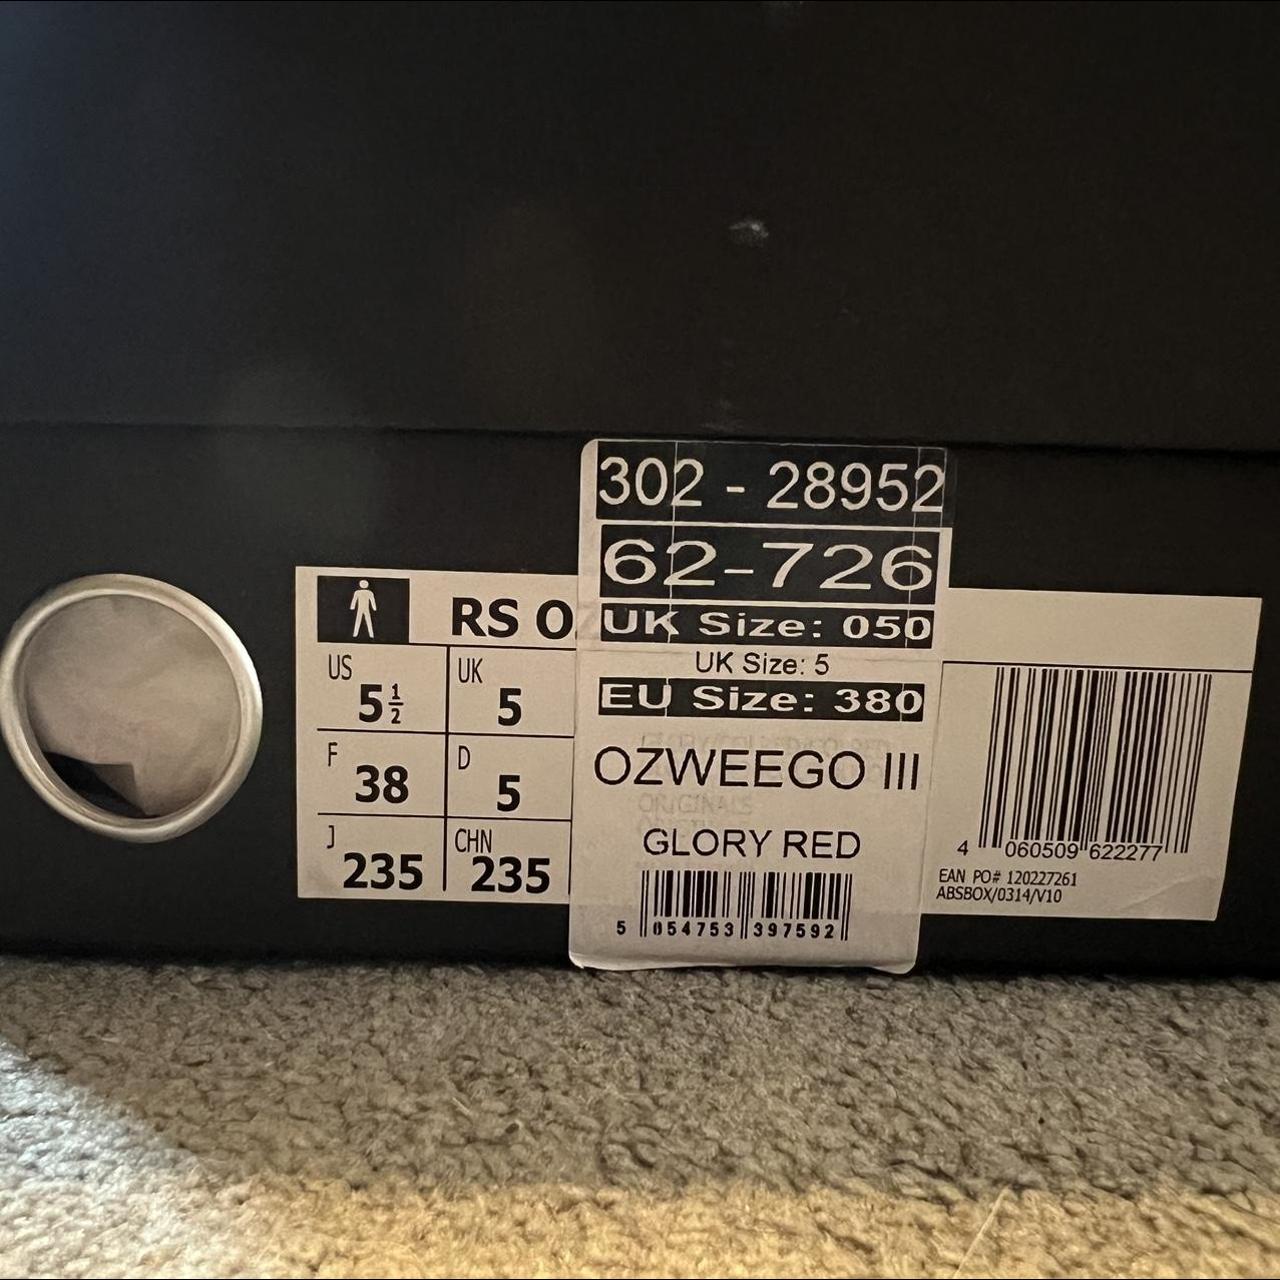 302 - 28952
62-726
UK Size: 050
UK Size: 5
EU Size: 380
OZWEEGO III
GLORY RED
5 054753 397592
RS O
US 5½
UK 5
F 38
D 5
J 235
CHN 235
4 060509 622277
EAN PO# 120227261
ABSBOX/0314/V10